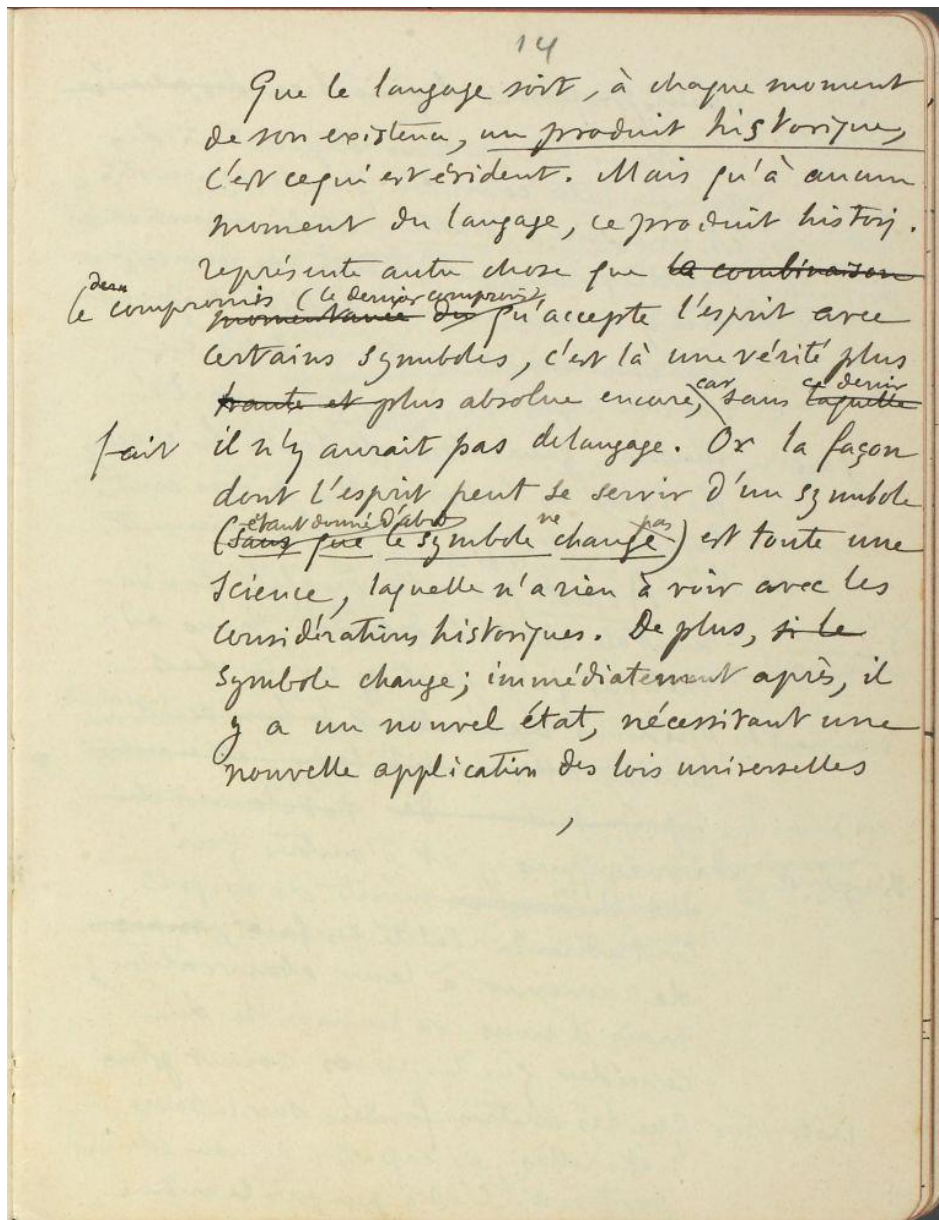 14
Que le langage soit, à chaque moment
de son existence, un produit historique,
c'est ce qui est évident. Mais qu'à aucun
moment du langage, ce produit histori.
représente autre chose que la combinaison
dern
le compromis (le dernier compromis)
momentanée du qu'accepte l'esprit avec
certains symboles, c'est là une vérité plus
car ce dernier
haute et plus absolue encore, sans laquelle
fait il n'y aurait pas de langage. Or la façon
dont l'esprit peut se servir d'un symbole
étant donné d'abord ne pas
(sans que le symbole change) est toute une
science, laquelle n'a rien à voir avec les
considérations historiques. De plus, si le
symbole change; immédiatement après, il
y a un nouvel état, nécessitant une
nouvelle application des lois universelles
,